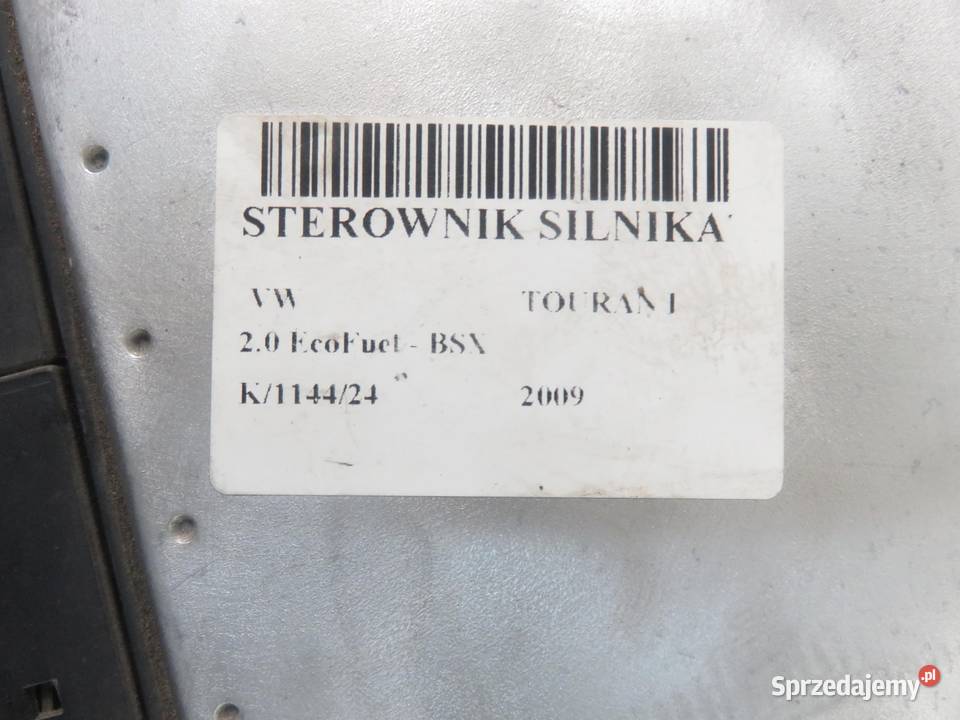 STEROWNIK SILNIKA
VW TOURAN I
2.0 EcoFuel - BSX
K/1144/24 2009
Sprzedajemy.pl